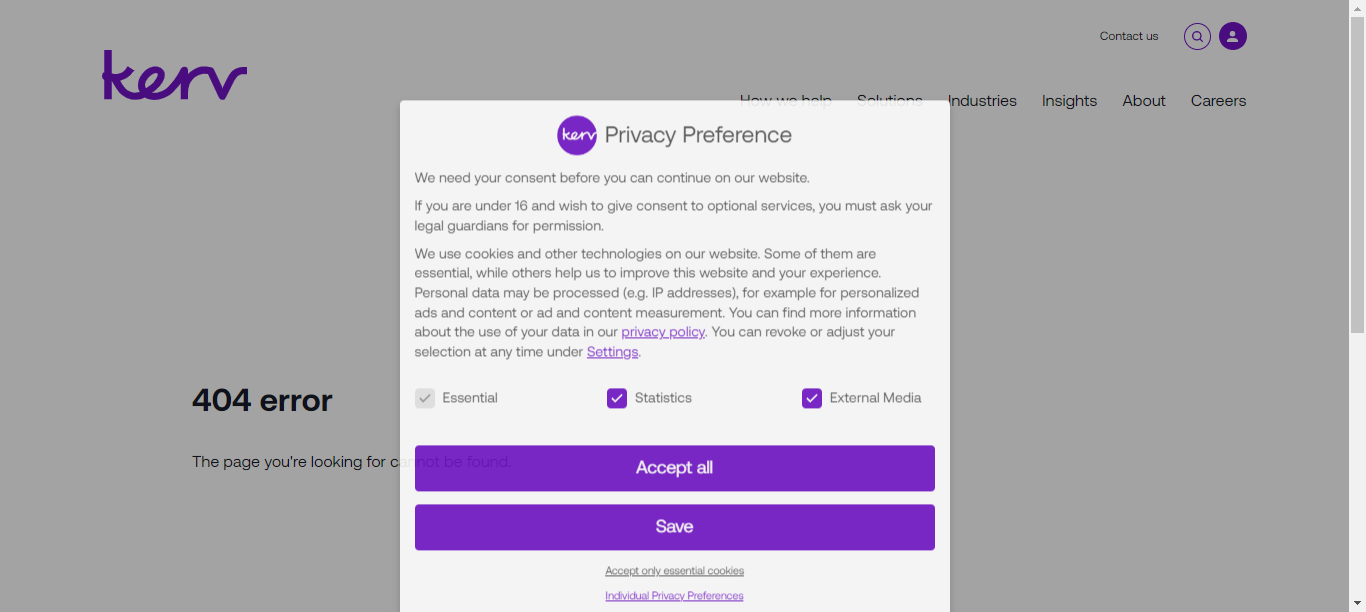 Contact us
kerv
How we help Solutions Industries Insights About Careers
kerv Privacy Preference
We need your consent before you can continue on our website.
If you are under 16 and wish to give consent to optional services, you must ask your
legal guardians for permission.
We use cookies and other technologies on our website. Some of them are
essential, while others help us to improve this website and your experience.
Personal data may be processed (e.g. IP addresses), for example for personalized
ads and content or ad and content measurement. You can find more information
about the use of your data in our privacy policy. You can revoke or adjust your
selection at any time under Settings.
Essential Statistics External Media
404 error
The page you're looking for cannot be found.
Accept all
Save
Accept only essential cookies
Individual Privacy Preferences